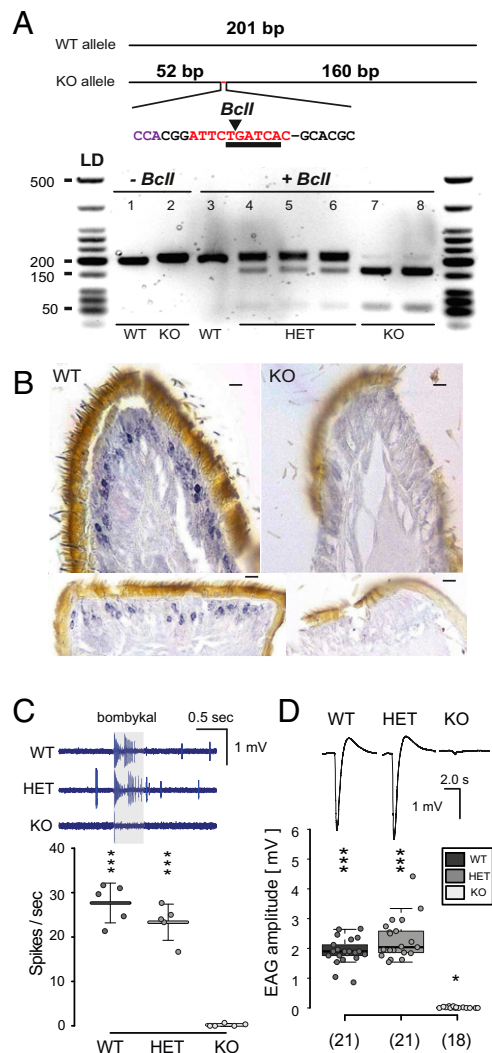 A
201 bp
WT allele
52 bp 160 bp
KO allele
BclI
CCACGGATTCTGATCAC-GCACGC
LD - BclI + BclI
500
1 2 3 4 5 6 7 8
200
150
50
WT KO WT HET KO
B
WT KO
C
bombykal 0.5 sec
1 mV
WT
HET
KO
*** ***
Spikes / sec
40
30
20
0
WT HET KO
D
WT HET KO
2.0 s
1 mV
EAG amplitude [ mV ]
6
5
4
3
2
1
0
*** *** *
WT
HET
KO
(21) (21) (18)